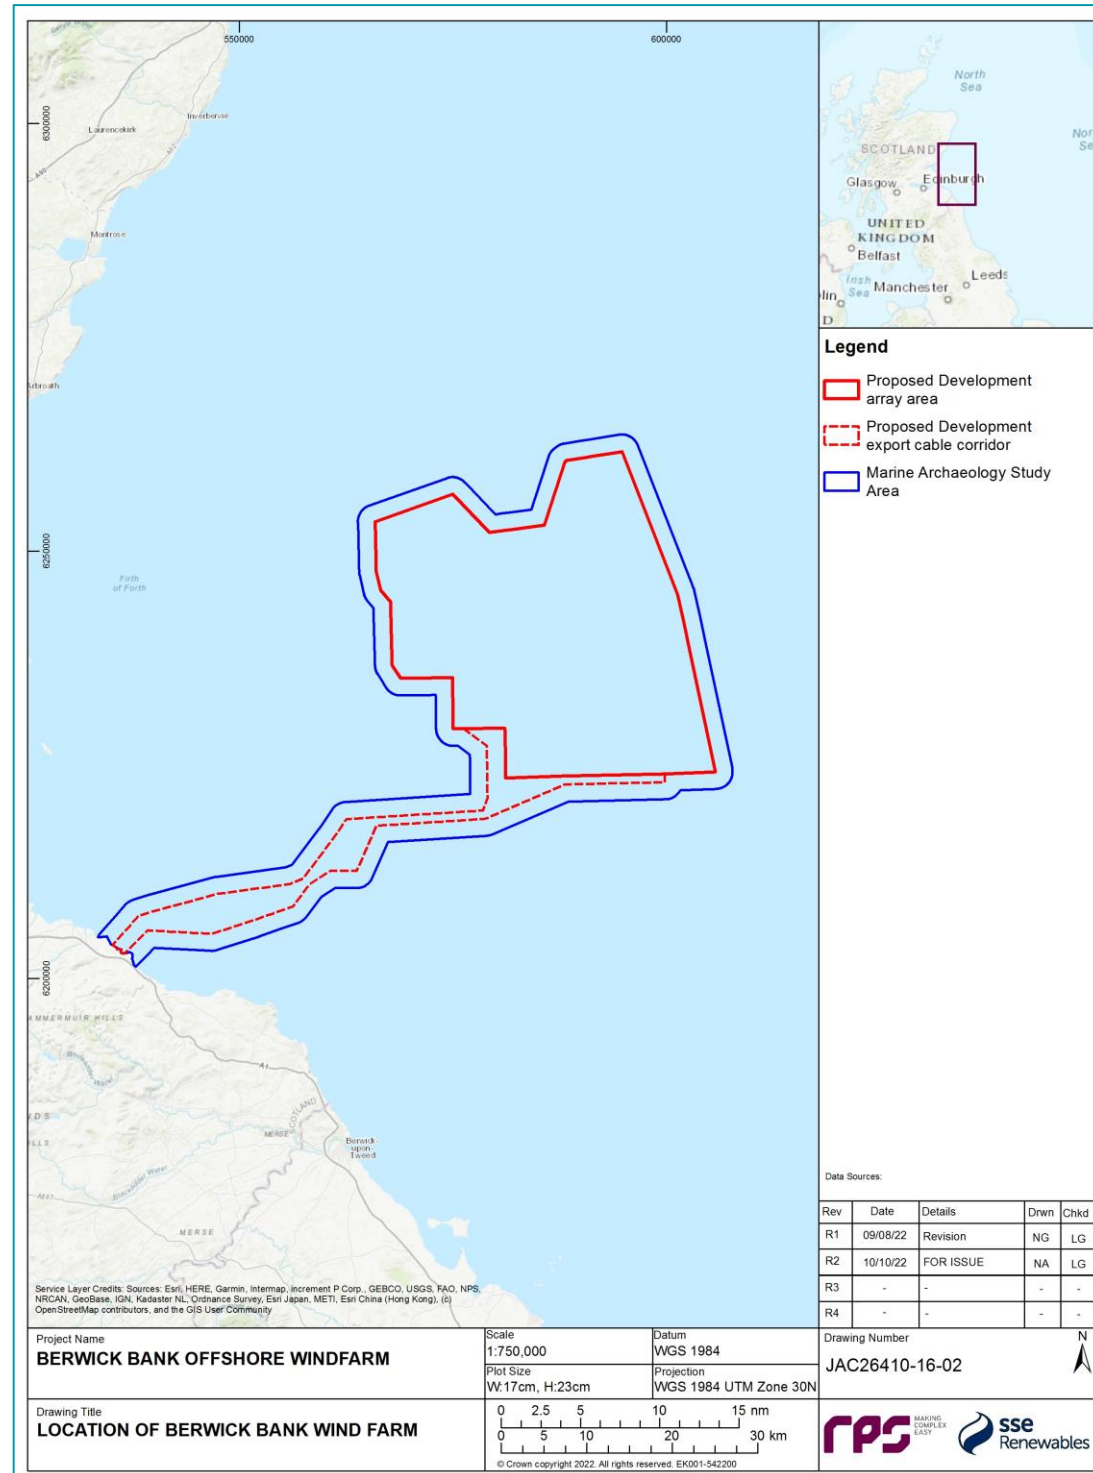 550000
600000
6300000
6250000
6200000
Inverbervie
Laurencekirk
A90
Montrose
Arbroath
Firth
of Forth
AMMERMUIR HILLS
A1
SCOTLAND
MERSE
Berwick-
upon-
Tweed
Blackadder Water
A697
MERSE
North
Sea
SCOTLAND
Glasgow
Edinburgh
UNITED
KINGDOM
Belfast
Irish
Sea
Manchester
Leeds
lin
D
Legend
Proposed Development
array area
Proposed Development
export cable corridor
Marine Archaeology Study
Area
Data Sources:
Rev Date Details Drwn Chkd
R1 09/08/22 Revision NG LG
R2 10/10/22 FOR ISSUE NA LG
R3 - - - -
R4 - - - -
Service Layer Credits: Sources: Esri, HERE, Garmin, Intermap, increment P Corp., GEBCO, USGS, FAO, NPS,
NRCAN, GeoBase, IGN, Kadaster NL, Ordnance Survey, Esri Japan, METI, Esri China (Hong Kong), (c)
OpenStreetMap contributors, and the GIS User Community
Project Name
BERWICK BANK OFFSHORE WINDFARM
Scale
1:750,000
Datum
WGS 1984
Plot Size
W:17cm, H:23cm
Projection
WGS 1984 UTM Zone 30N
Drawing Number
JAC26410-16-02
N
Drawing Title
LOCATION OF BERWICK BANK WIND FARM
0 2.5 5 10 15 nm
0 5 10 20 30 km
© Crown copyright 2022. All rights reserved. EK001-542200
rps
MAKING
COMPLEX
EASY
sse
Renewables